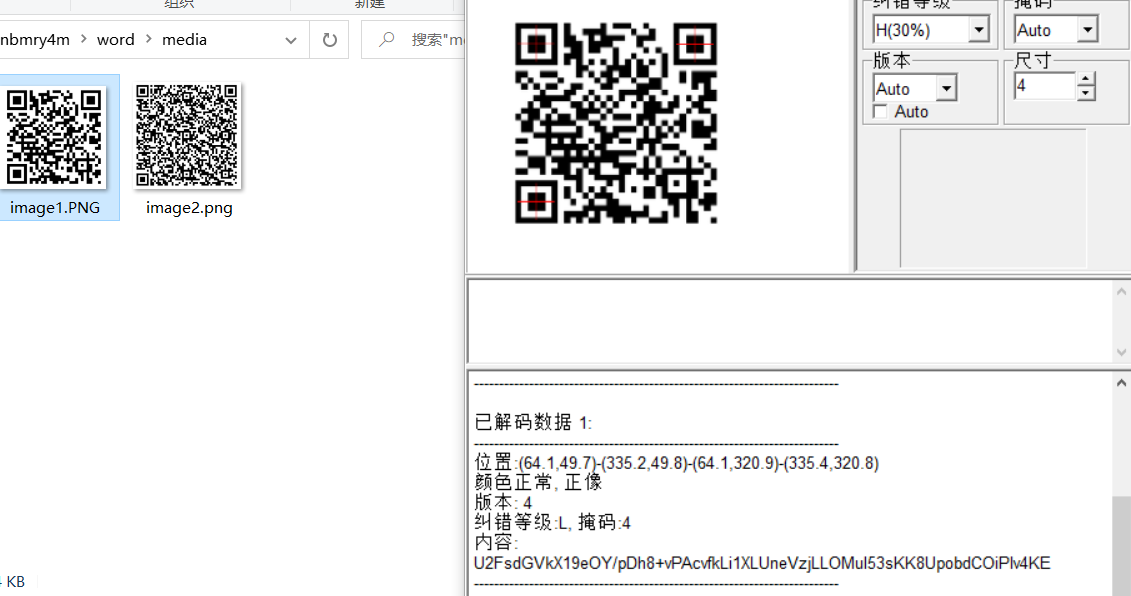 组织
新建
nbmry4m > word > media
搜索"m
image1.PNG
image2.png
KB
纠错等级
H(30%)
掩码
Auto
版本
Auto
Auto
尺寸
4
已解码数据 1:
位置:(64.1,49.7)-(335.2,49.8)-(64.1,320.9)-(335.4,320.8)
颜色正常, 正像
版本: 4
纠错等级:L, 掩码:4
内容:
U2FsdGVkX19eOY/pDh8+vPAcvfkLi1XLUneVzjLLOMul53sKK8UpobdCOiPlv4KE